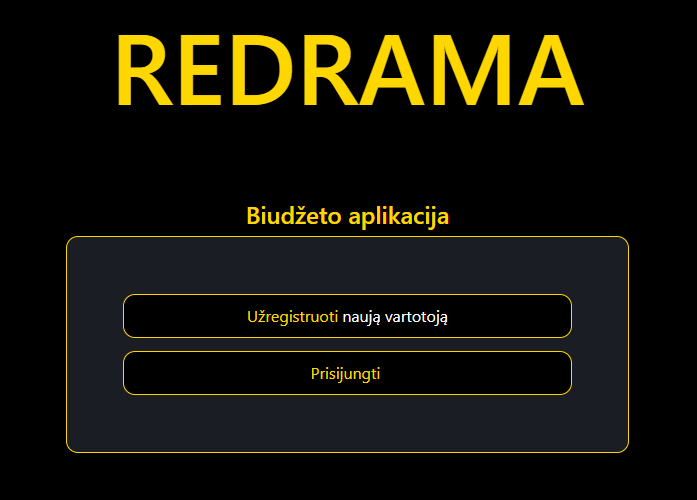 REDRAMA
Biudžeto aplikacija
Užregistruoti naują vartotoją
Prisijungti